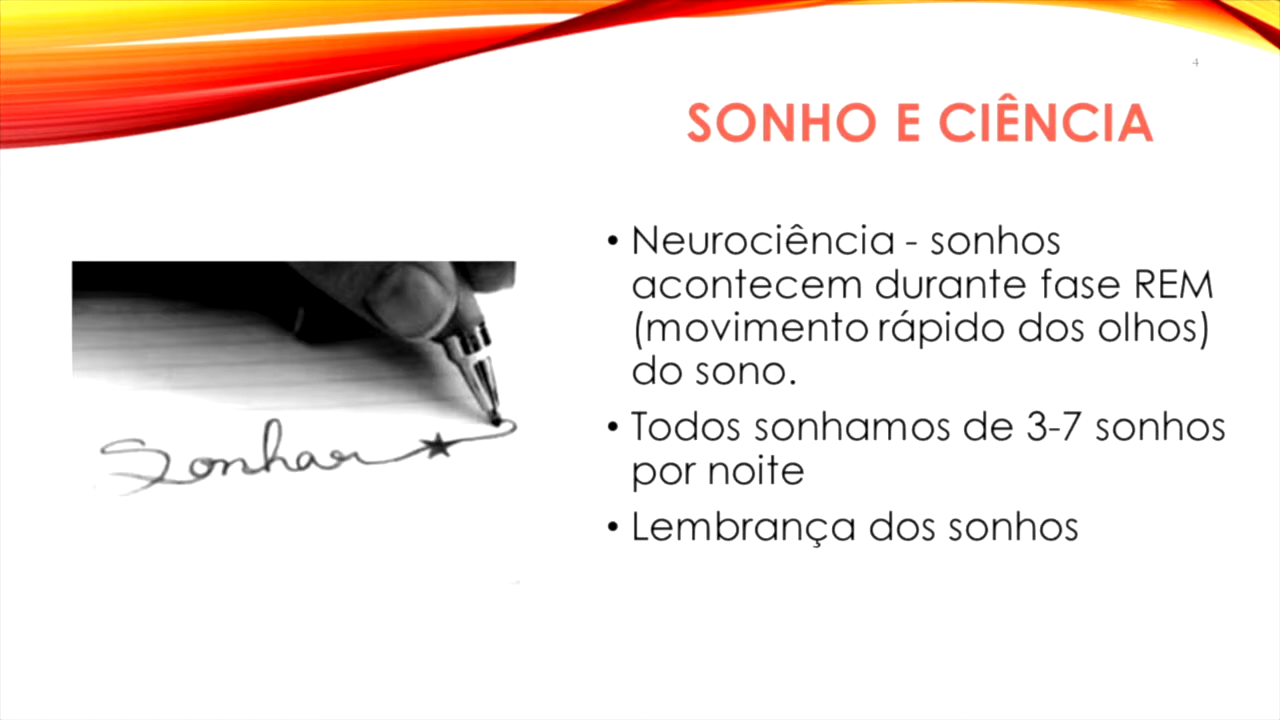 4
SONHO E CIÊNCIA
• Neurociência - sonhos
acontecem durante fase REM
(movimento rápido dos olhos)
do sono.
• Todos sonhamos de 3-7 sonhos
por noite
• Lembrança dos sonhos
Sonhar